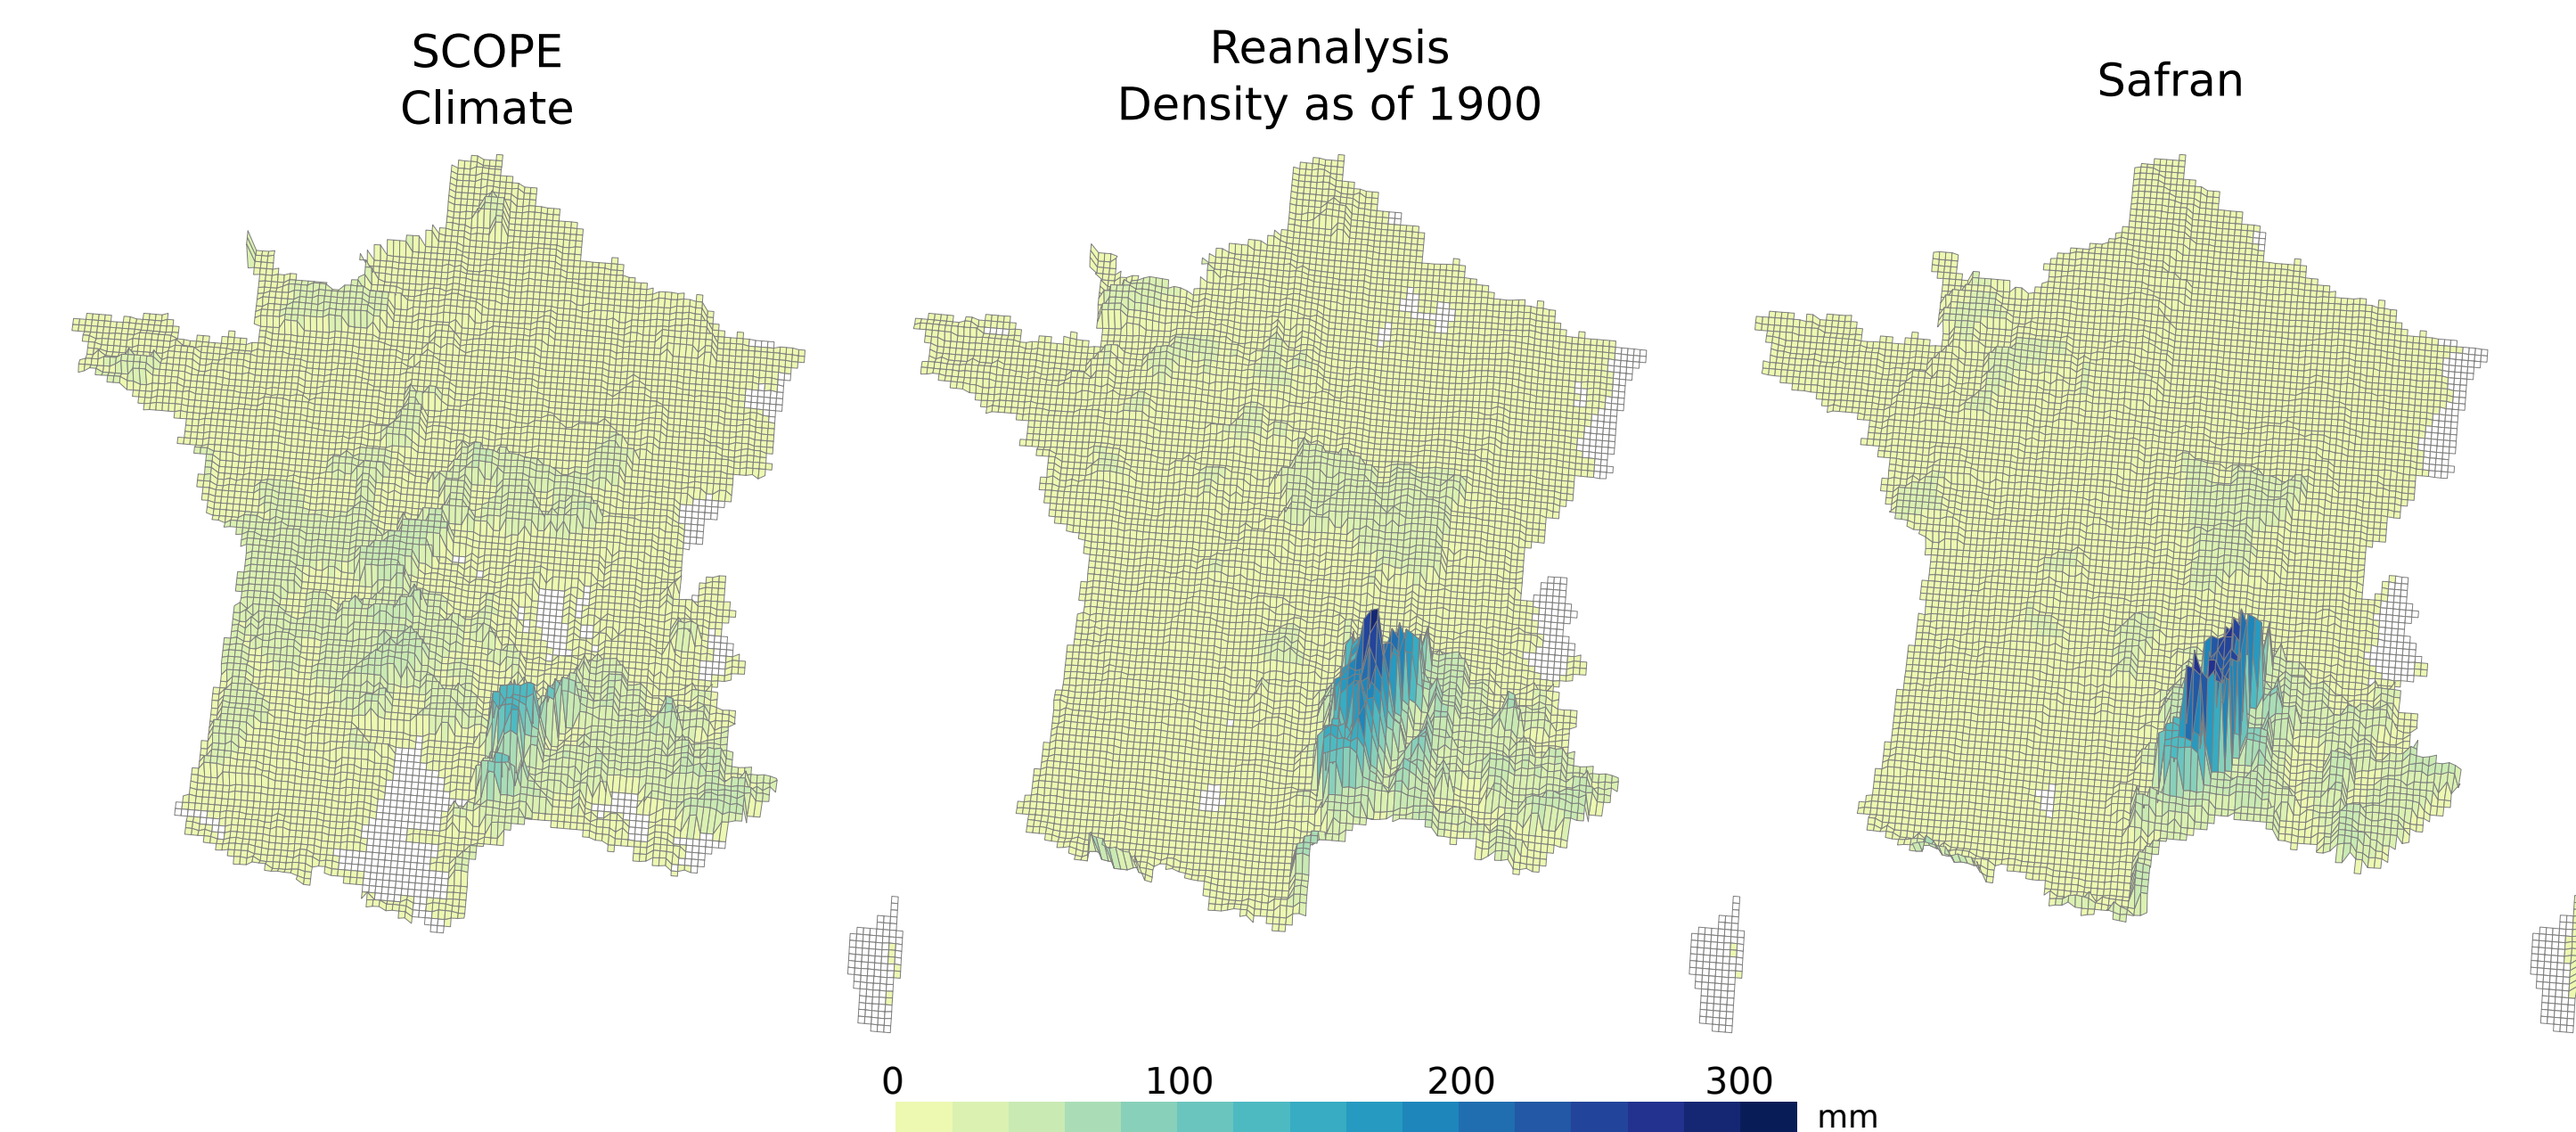 SCOPE
Climate
Reanalysis
Density as of 1900
Safran
0 100 200 300
mm